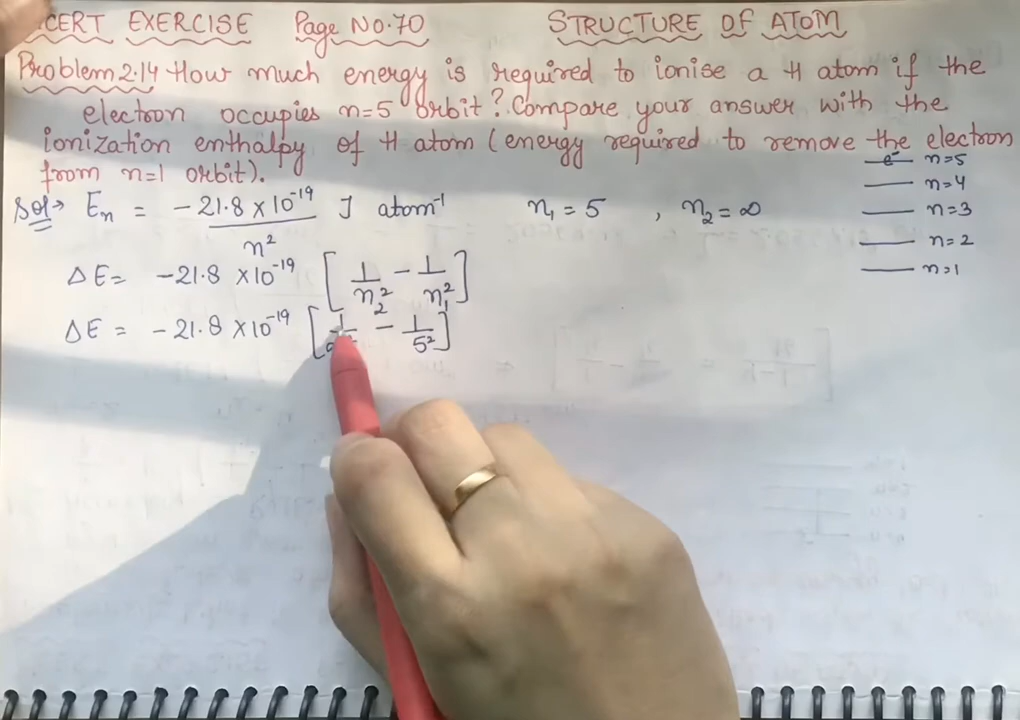 CERT EXERCISE Page No.70 STRUCTURE OF ATOM
Problem 2.14 How much energy is required to ionise a H atom if the
electron occupies n=5 orbit? Compare your answer with the
ionization enthalpy of H atom (energy required to remove the electron
from n=1 orbit).
e⁻ n=5
n=4
n=3
n=2
n=1
Sol→ Eₙ = -21.8 × 10⁻¹⁹ / n² J atom⁻¹ n₁ = 5 , n₂ = ∞
ΔE = -21.8 × 10⁻¹⁹ [1/n₂² - 1/n₁²]
ΔE = -21.8 × 10⁻¹⁹ [1/ - 1/5²]